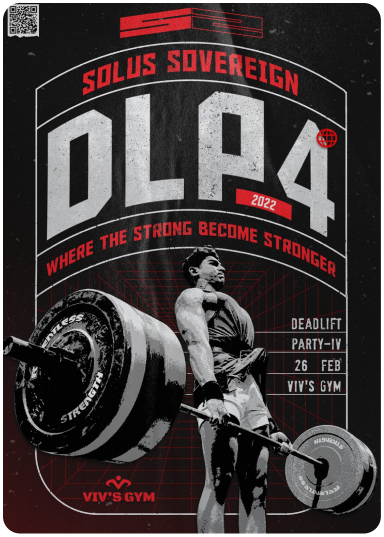 SOLUS SOVEREIGN
DLP4
2022
WHERE THE STRONG BECOME STRONGER
DEADLIFT
PARTY-IV
26 FEB
VIV'S GYM
STRENGTH
VIV'S GYM